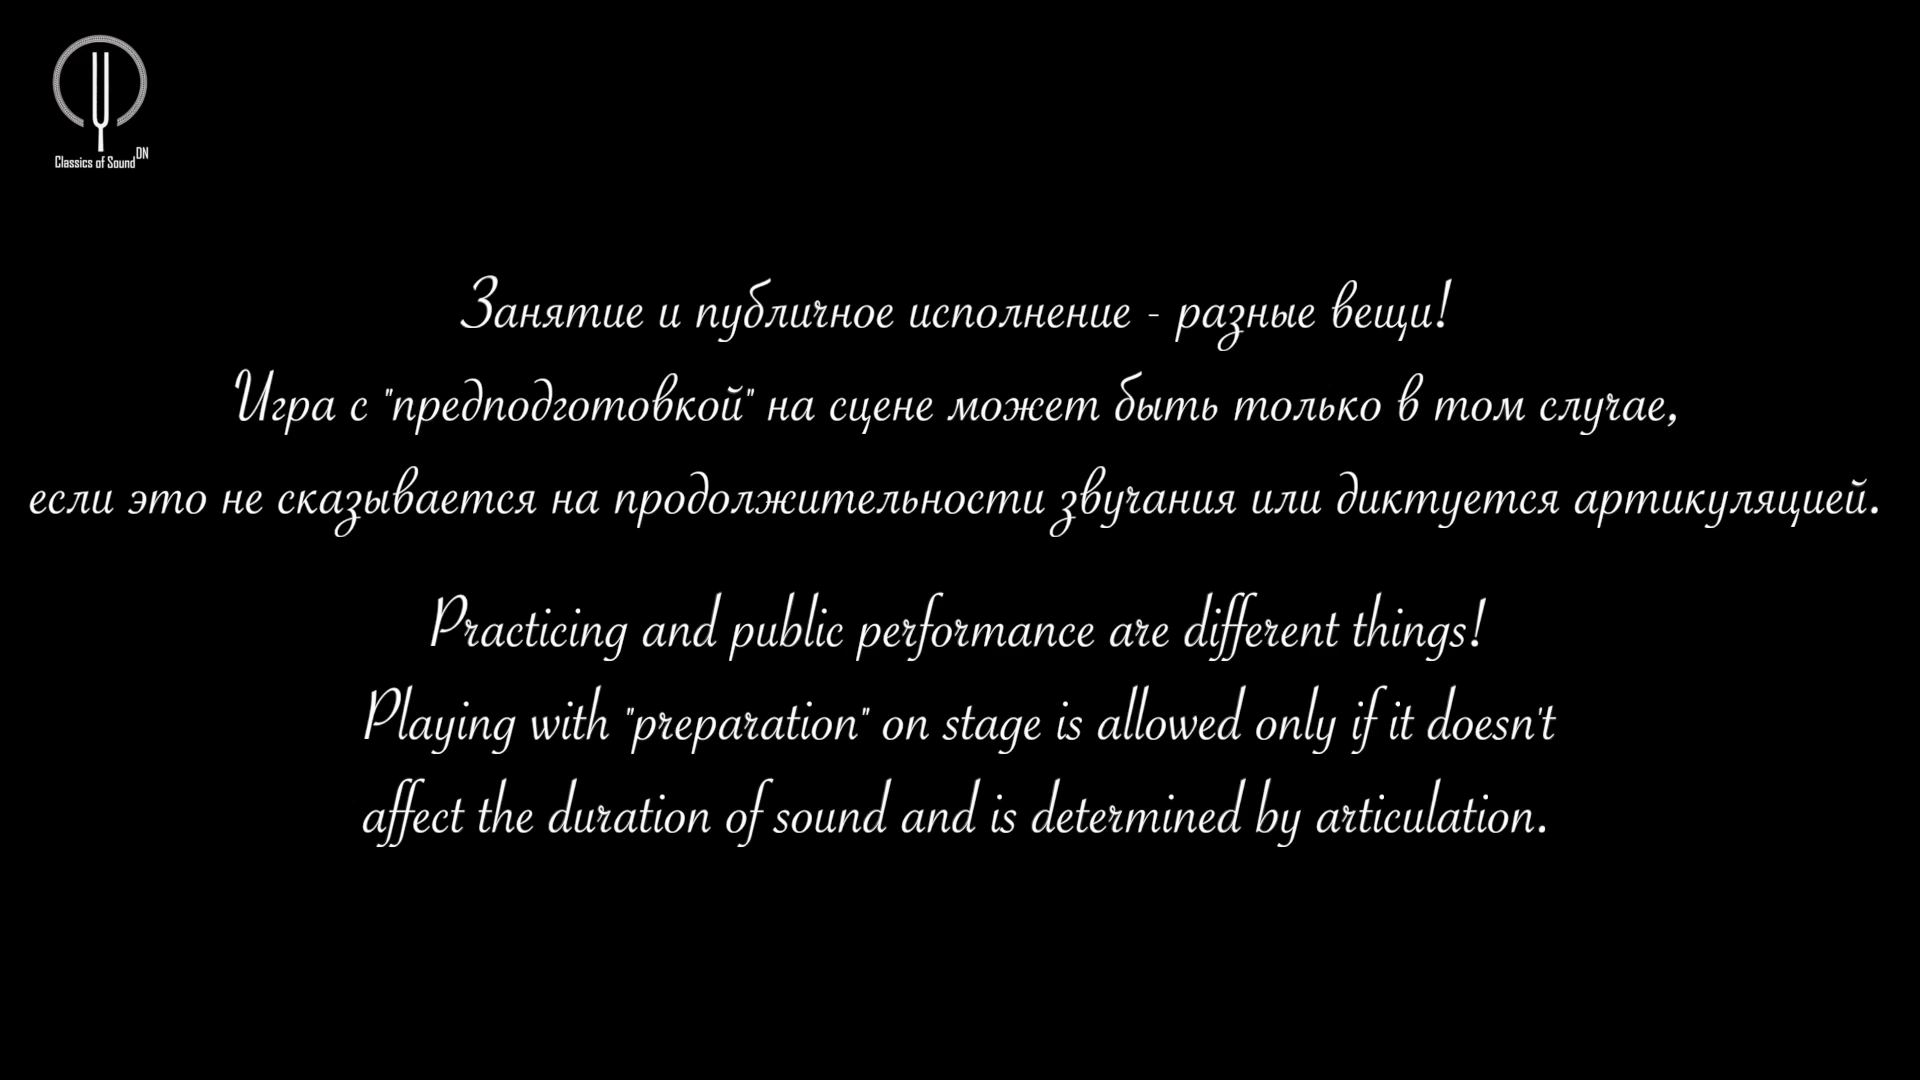 Classics of Sound DN
Занятие и публичное исполнение - разные вещи!
Игра с "предподготовкой" на сцене может быть только в том случае,
если это не сказывается на продолжительности звучания или диктуется артикуляцией.
Practicing and public performance are different things!
Playing with "preparation" on stage is allowed only if it doesn't
affect the duration of sound and is determined by articulation.